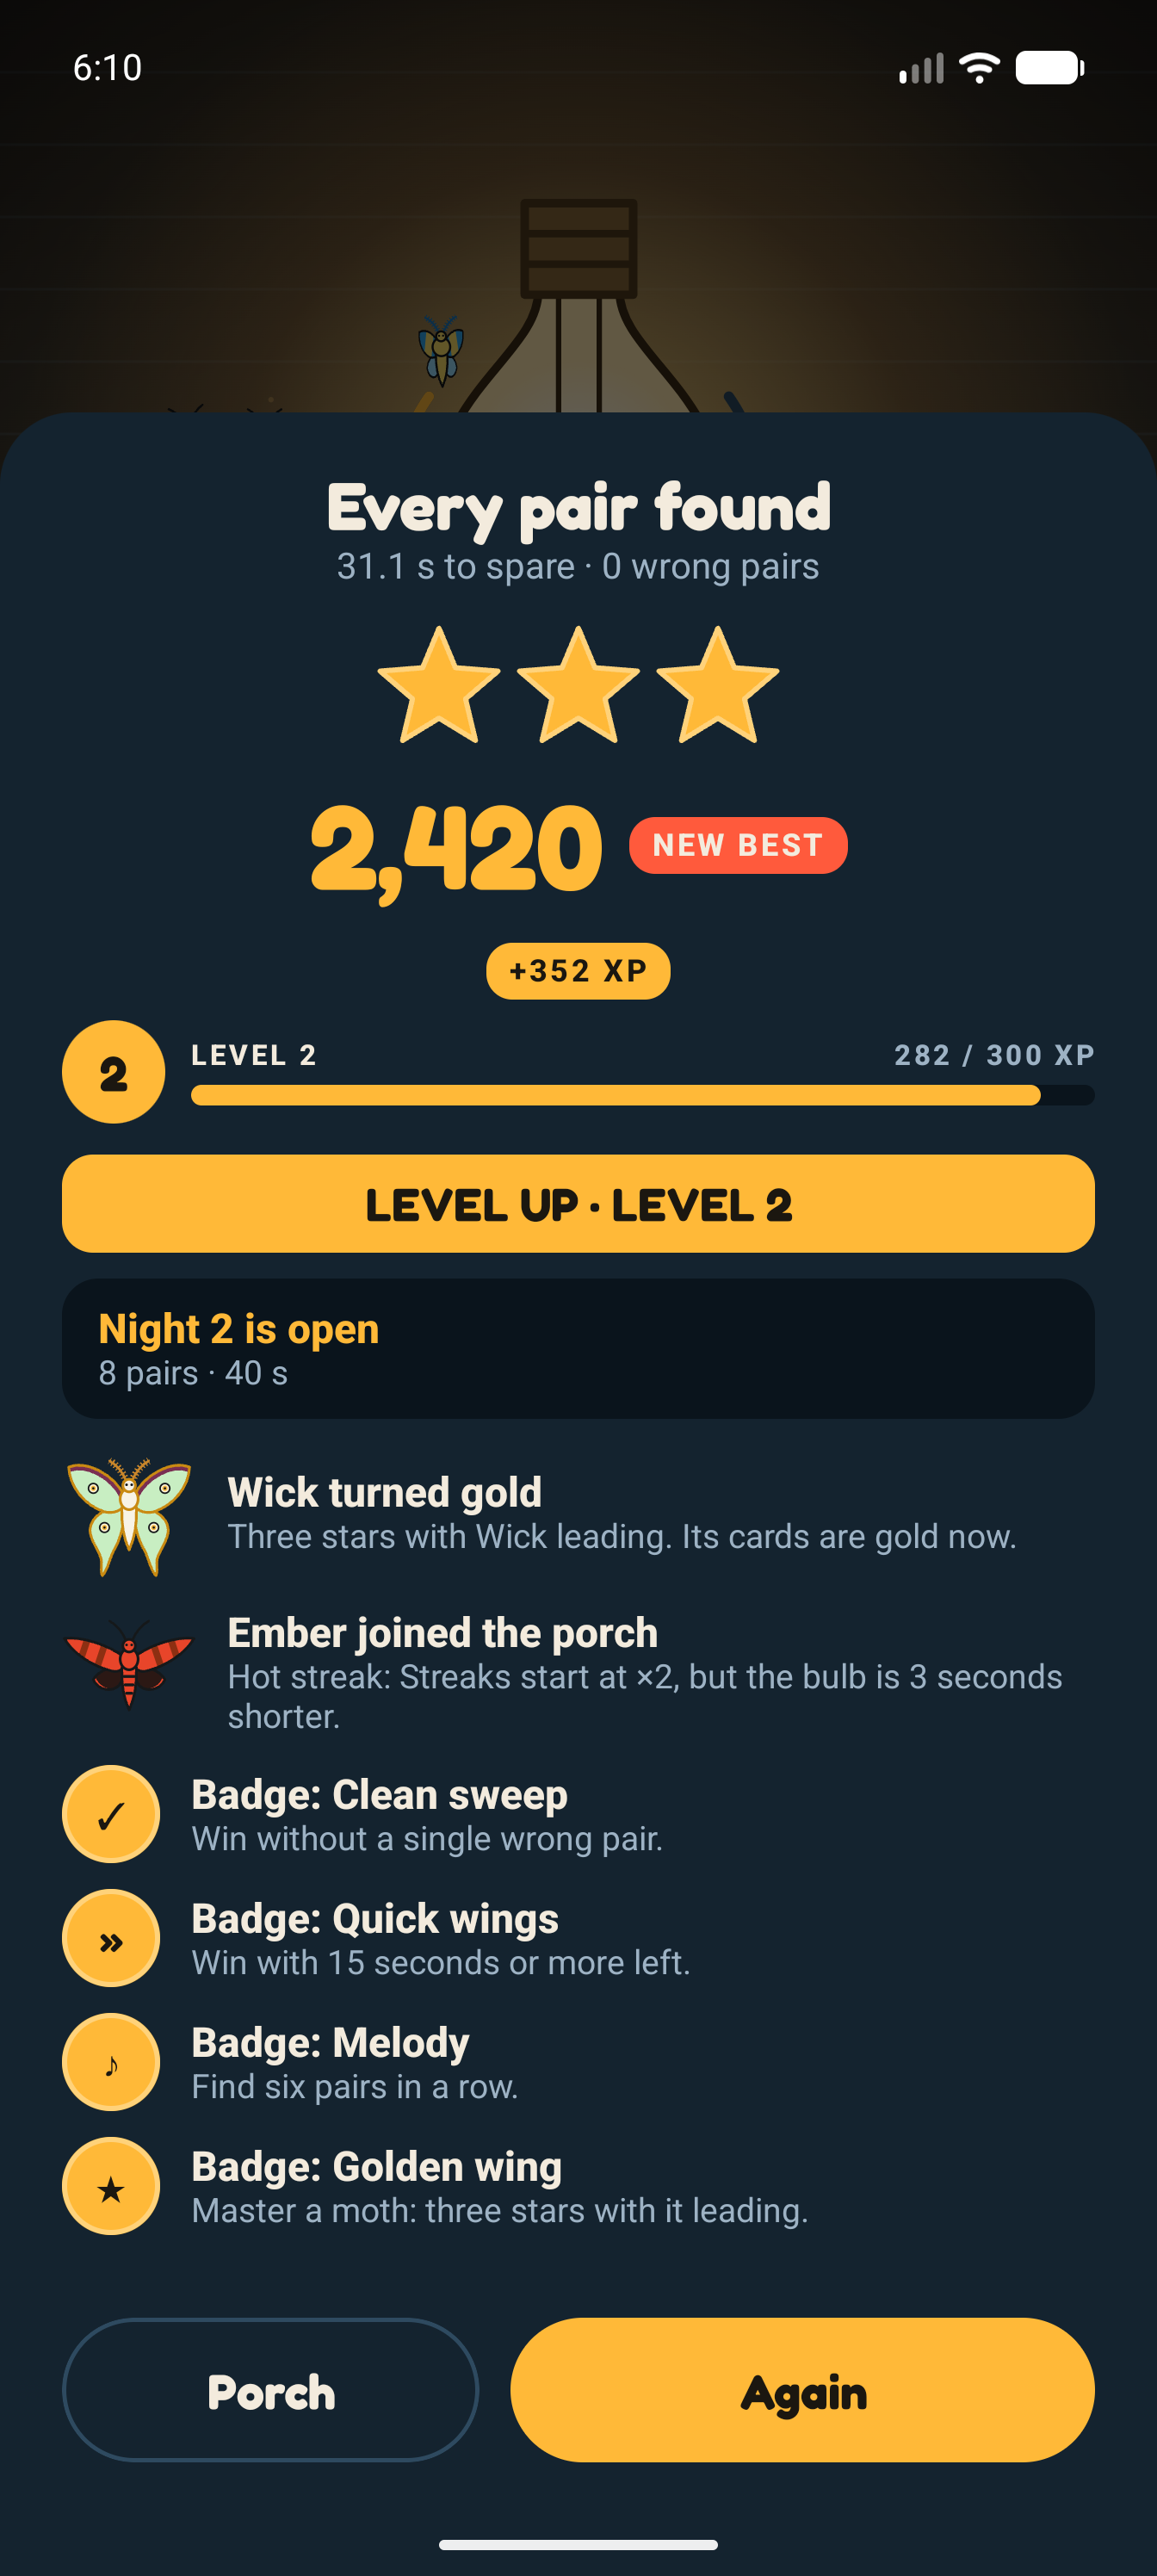 6:10
Every pair found
31.1 s to spare · 0 wrong pairs
2,420 NEW BEST
+352 XP
2 LEVEL 2 282 / 300 XP
LEVEL UP · LEVEL 2
Night 2 is open
8 pairs · 40 s
Wick turned gold
Three stars with Wick leading. Its cards are gold now.
Ember joined the porch
Hot streak: Streaks start at ×2, but the bulb is 3 seconds
shorter.
Badge: Clean sweep
Win without a single wrong pair.
Badge: Quick wings
Win with 15 seconds or more left.
Badge: Melody
Find six pairs in a row.
Badge: Golden wing
Master a moth: three stars with it leading.
Porch Again